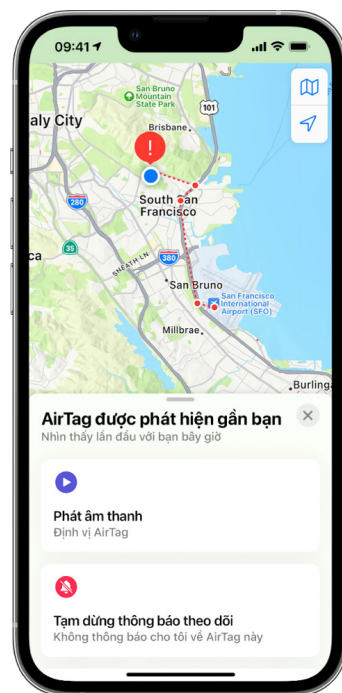 09:41
San Bruno
Mountain
State Park
101
aly City
Brisbane
280
South San
Francisco
35
ca
SNEATH LN
380
San Bruno
San Francisco
International
Airport (SFO)
Millbrae
Burling
AirTag được phát hiện gần bạn
Nhìn thấy lần đầu với bạn bây giờ
Phát âm thanh
Định vị AirTag
Tạm dừng thông báo theo dõi
Không thông báo cho tôi về AirTag này